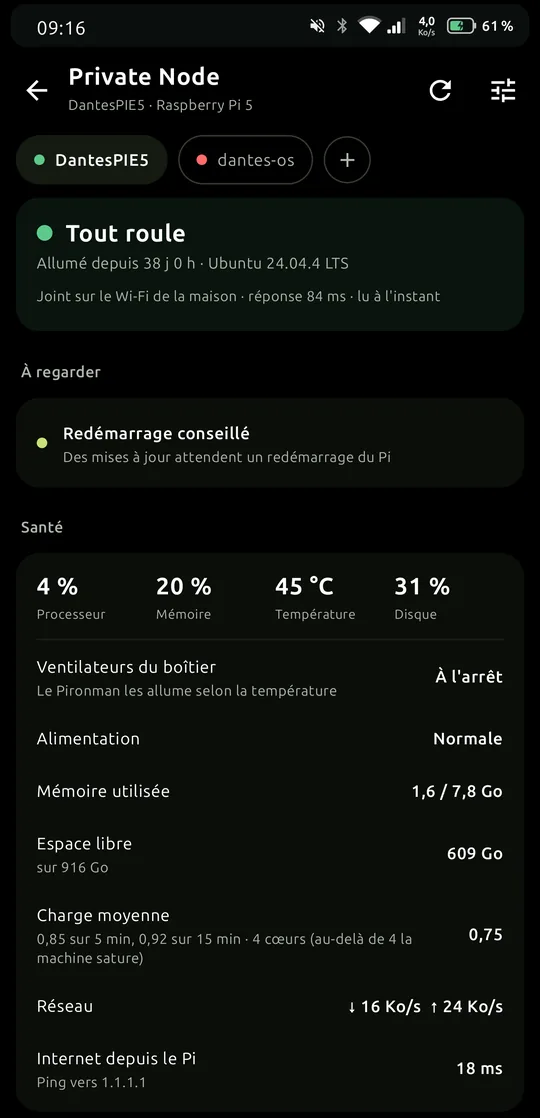 09:16
4,0
Ko/s
61 %
Private Node
DantesPIE5 · Raspberry Pi 5
DantesPIE5
dantes-os
+
Tout roule
Allumé depuis 38 j 0 h · Ubuntu 24.04.4 LTS
Joint sur le Wi-Fi de la maison · réponse 84 ms · lu à l'instant
À regarder
Redémarrage conseillé
Des mises à jour attendent un redémarrage du Pi
Santé
4 % 20 % 45 °C 31 %
Processeur Mémoire Température Disque
Ventilateurs du boîtier
Le Pironman les allume selon la température
À l'arrêt
Alimentation Normale
Mémoire utilisée 1,6 / 7,8 Go
Espace libre
sur 916 Go
609 Go
Charge moyenne
0,85 sur 5 min, 0,92 sur 15 min · 4 cœurs (au-delà de 4 la
machine sature)
0,75
Réseau ↓ 16 Ko/s ↑ 24 Ko/s
Internet depuis le Pi
Ping vers 1.1.1.1
18 ms